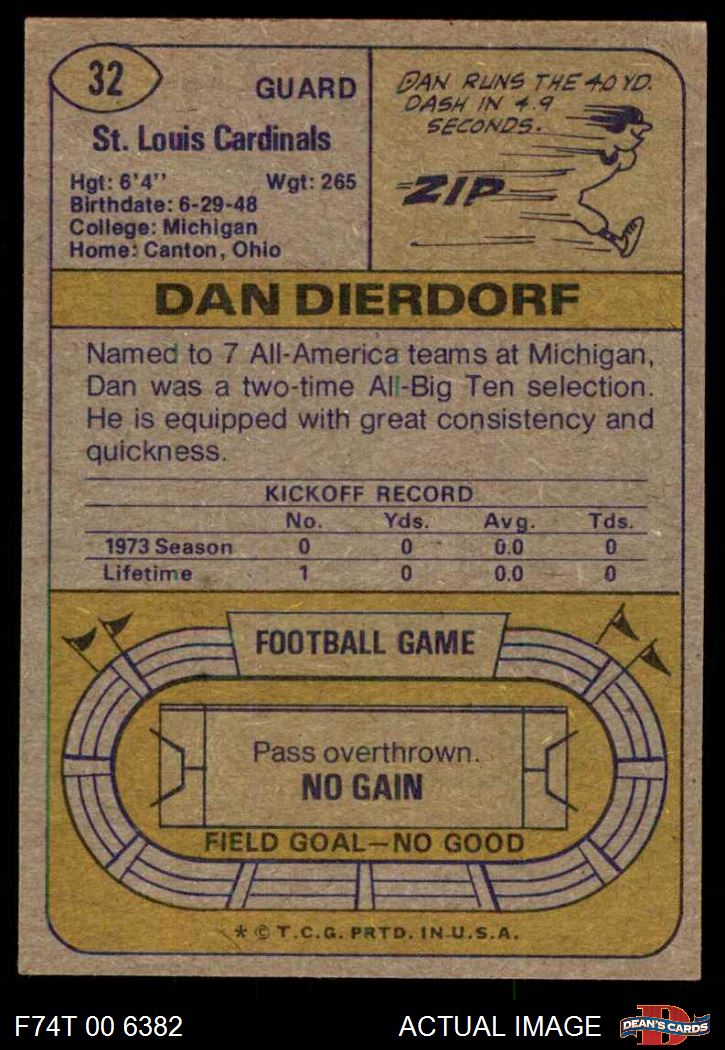 32
GUARD
St. Louis Cardinals
Hgt: 6'4" Wgt: 265
Birthdate: 6-29-48
College: Michigan
Home: Canton, Ohio
DAN RUNS THE 40 YD.
DASH IN 4.9
SECONDS.
ZIP
DAN DIERDORF
Named to 7 All-America teams at Michigan,
Dan was a two-time All-Big Ten selection.
He is equipped with great consistency and
quickness.
KICKOFF RECORD
No. Yds. Avg. Tds.
1973 Season 0 0 0.0 0
Lifetime 1 0 0.0 0
FOOTBALL GAME
Pass overthrown.
NO GAIN
FIELD GOAL—NO GOOD
* © T.C.G. PRTD. IN U.S.A.
F74T 00 6382 ACTUAL IMAGE
D
DEAN'S CARDS